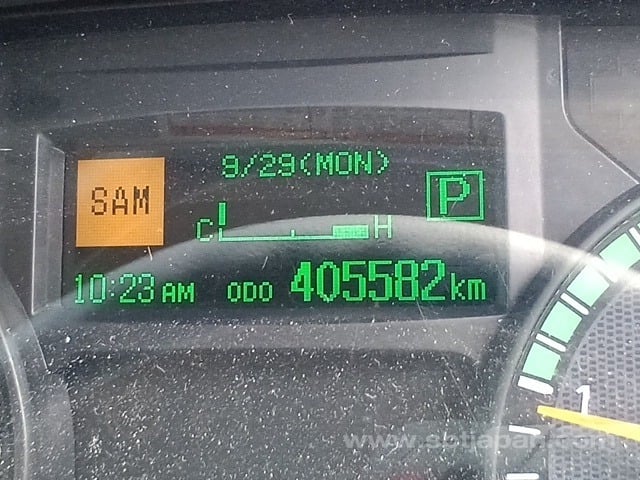 9/29(MON)
SAM
P
C H
10:23 AM ODO 405582km
1
www.sbtjapan.com